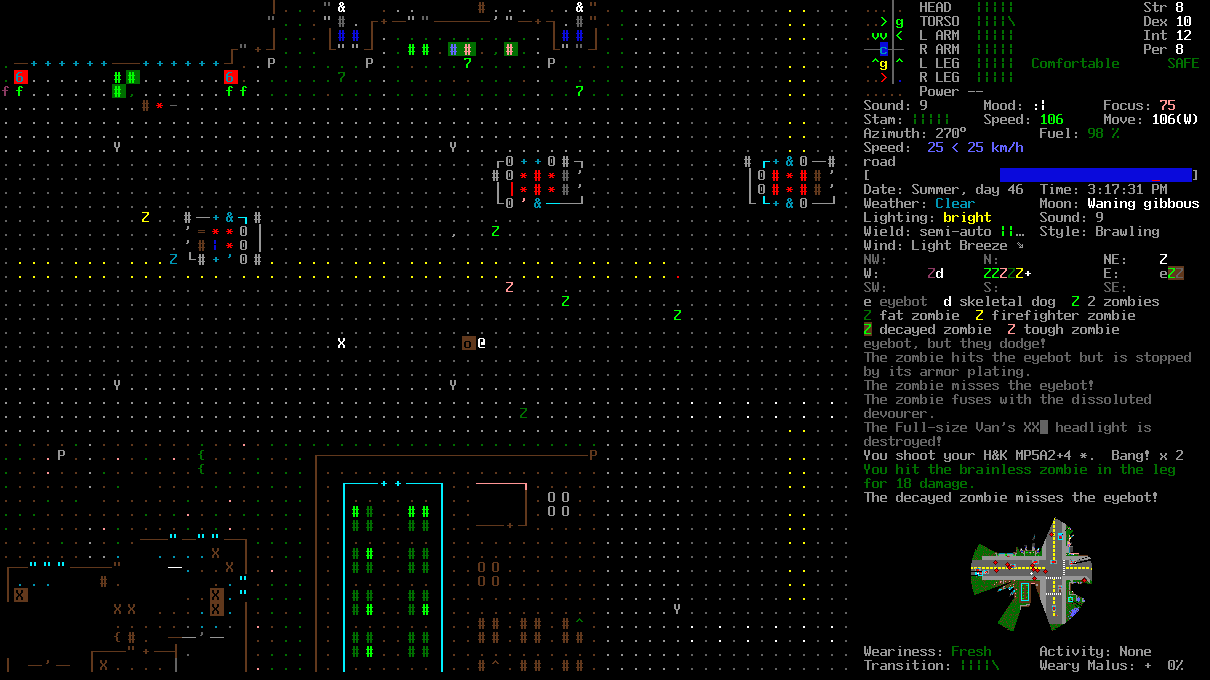 HEAD ||||| Str 8
TORSO ||||\ Dex 10
L ARM ||||| Int 12
R ARM ||||| Per 8
L LEG ||||| Comfortable SAFE
R LEG |||||
Power --
Sound: 9 Mood: :| Focus: 75
Stam: ||||| Speed: 106 Move: 106(W)
Azimuth: 270° Fuel: 98 %
Speed: 25 < 25 km/h
road
Date: Summer, day 46 Time: 3:17:31 PM
Weather: Clear Moon: Waning gibbous
Lighting: bright Sound: 9
Wield: semi-auto ||… Style: Brawling
Wind: Light Breeze
NW: N: NE: Z
W: Zd ZZZZZ+ E: eZZ
SW: S: SE:
e eyebot d skeletal dog Z 2 zombies
Z fat zombie Z firefighter zombie
Z decayed zombie Z tough zombie
eyebot, but they dodge!
The zombie hits the eyebot but is stopped
by its armor plating.
The zombie misses the eyebot!
The zombie fuses with the dissoluted
devourer.
The Full-size Van's XX headlight is
destroyed!
You shoot your H&K MP5A2+4 *. Bang! x 2
You hit the brainless zombie in the leg
for 18 damage.
The decayed zombie misses the eyebot!
Weariness: Fresh Activity: None
Transition: ||||\ Weary Malus: + 0%